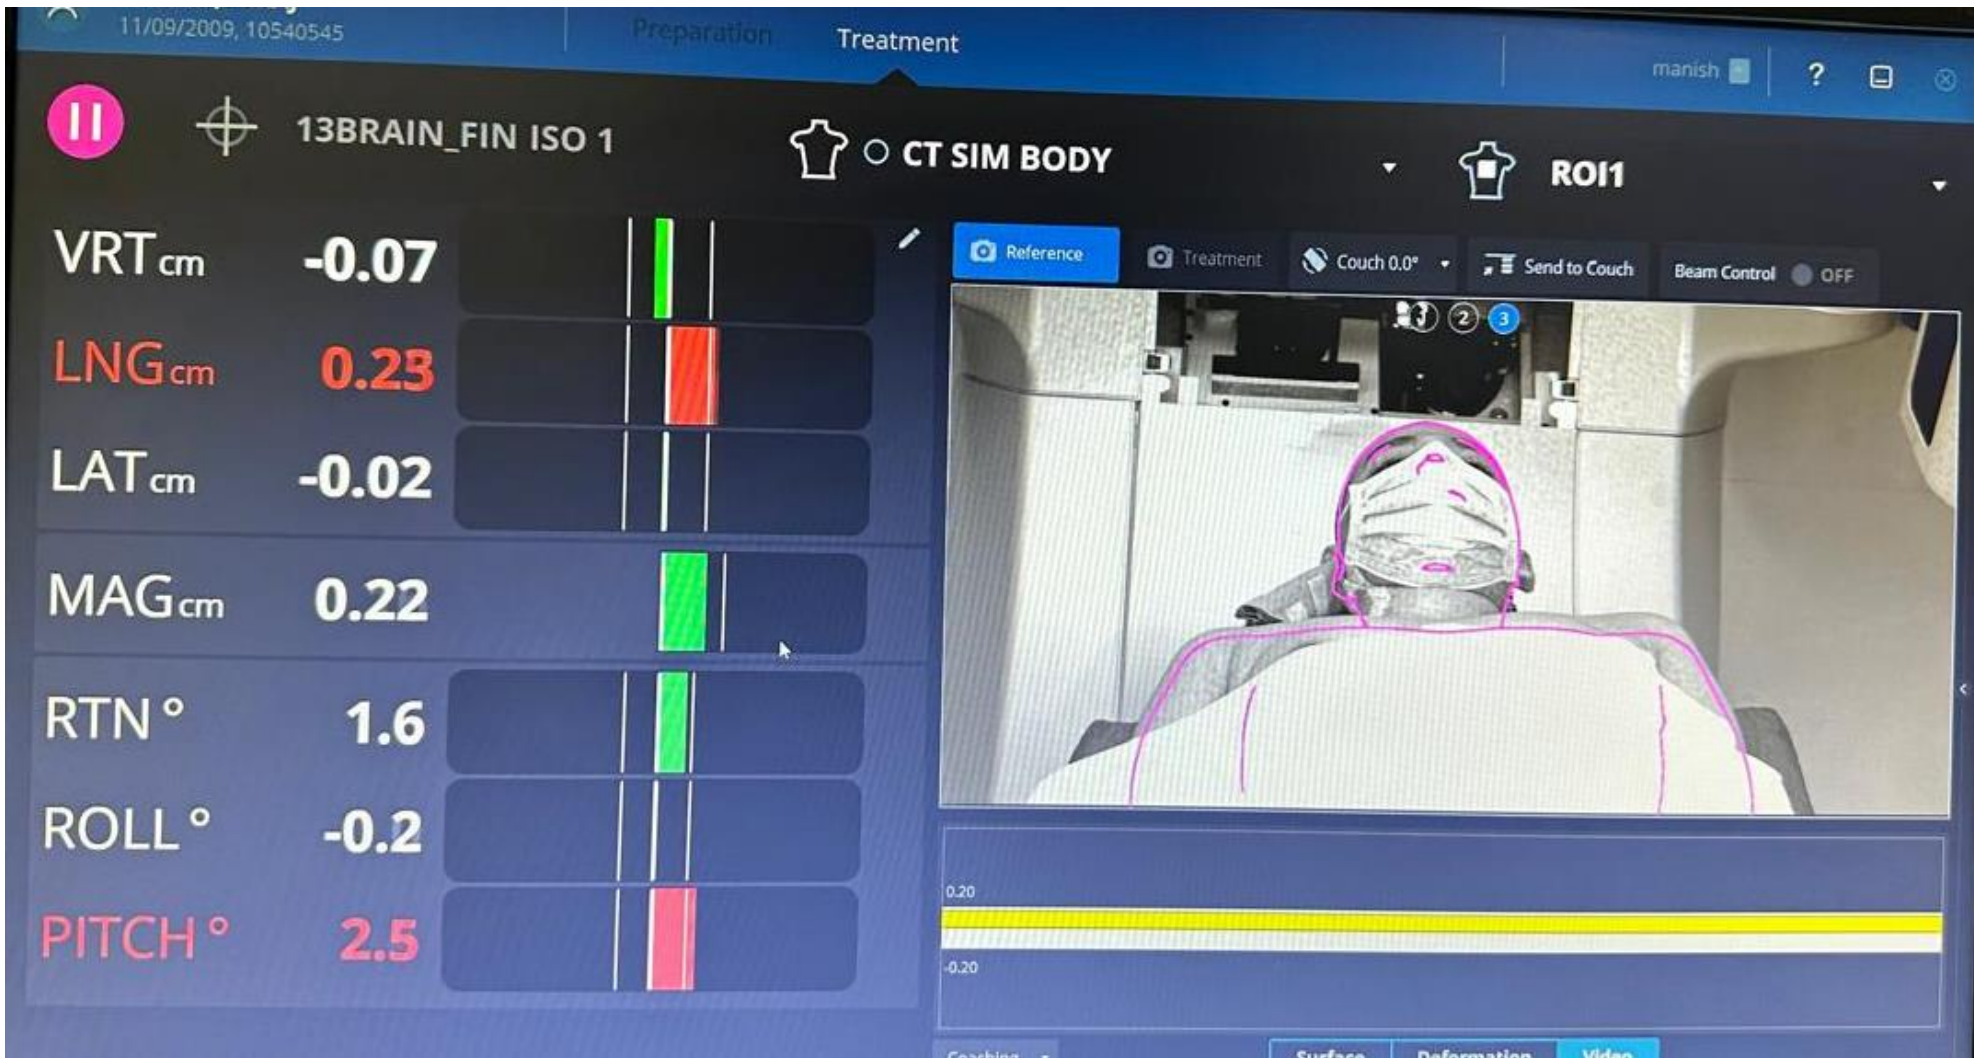 11/09/2009, 10540545
Preparation
Treatment
manish
?
13BRAIN_FIN ISO 1
CT SIM BODY
ROI1
VRT cm -0.07
LNG cm 0.23
LAT cm -0.02
MAG cm 0.22
RTN ° 1.6
ROLL ° -0.2
PITCH ° 2.5
Reference
Treatment
Couch 0.0°
Send to Couch
Beam Control OFF
2 3
0.20
-0.20
Coaching
Surface
Deformation
Video